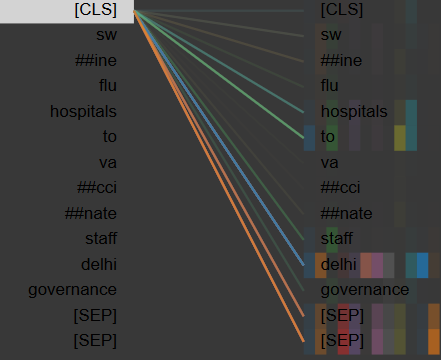 [CLS] [CLS]
sw sw
##ine ##ine
flu flu
hospitals hospitals
to to
va va
##cci ##cci
##nate ##nate
staff staff
delhi delhi
governance governance
[SEP] [SEP]
[SEP] [SEP]